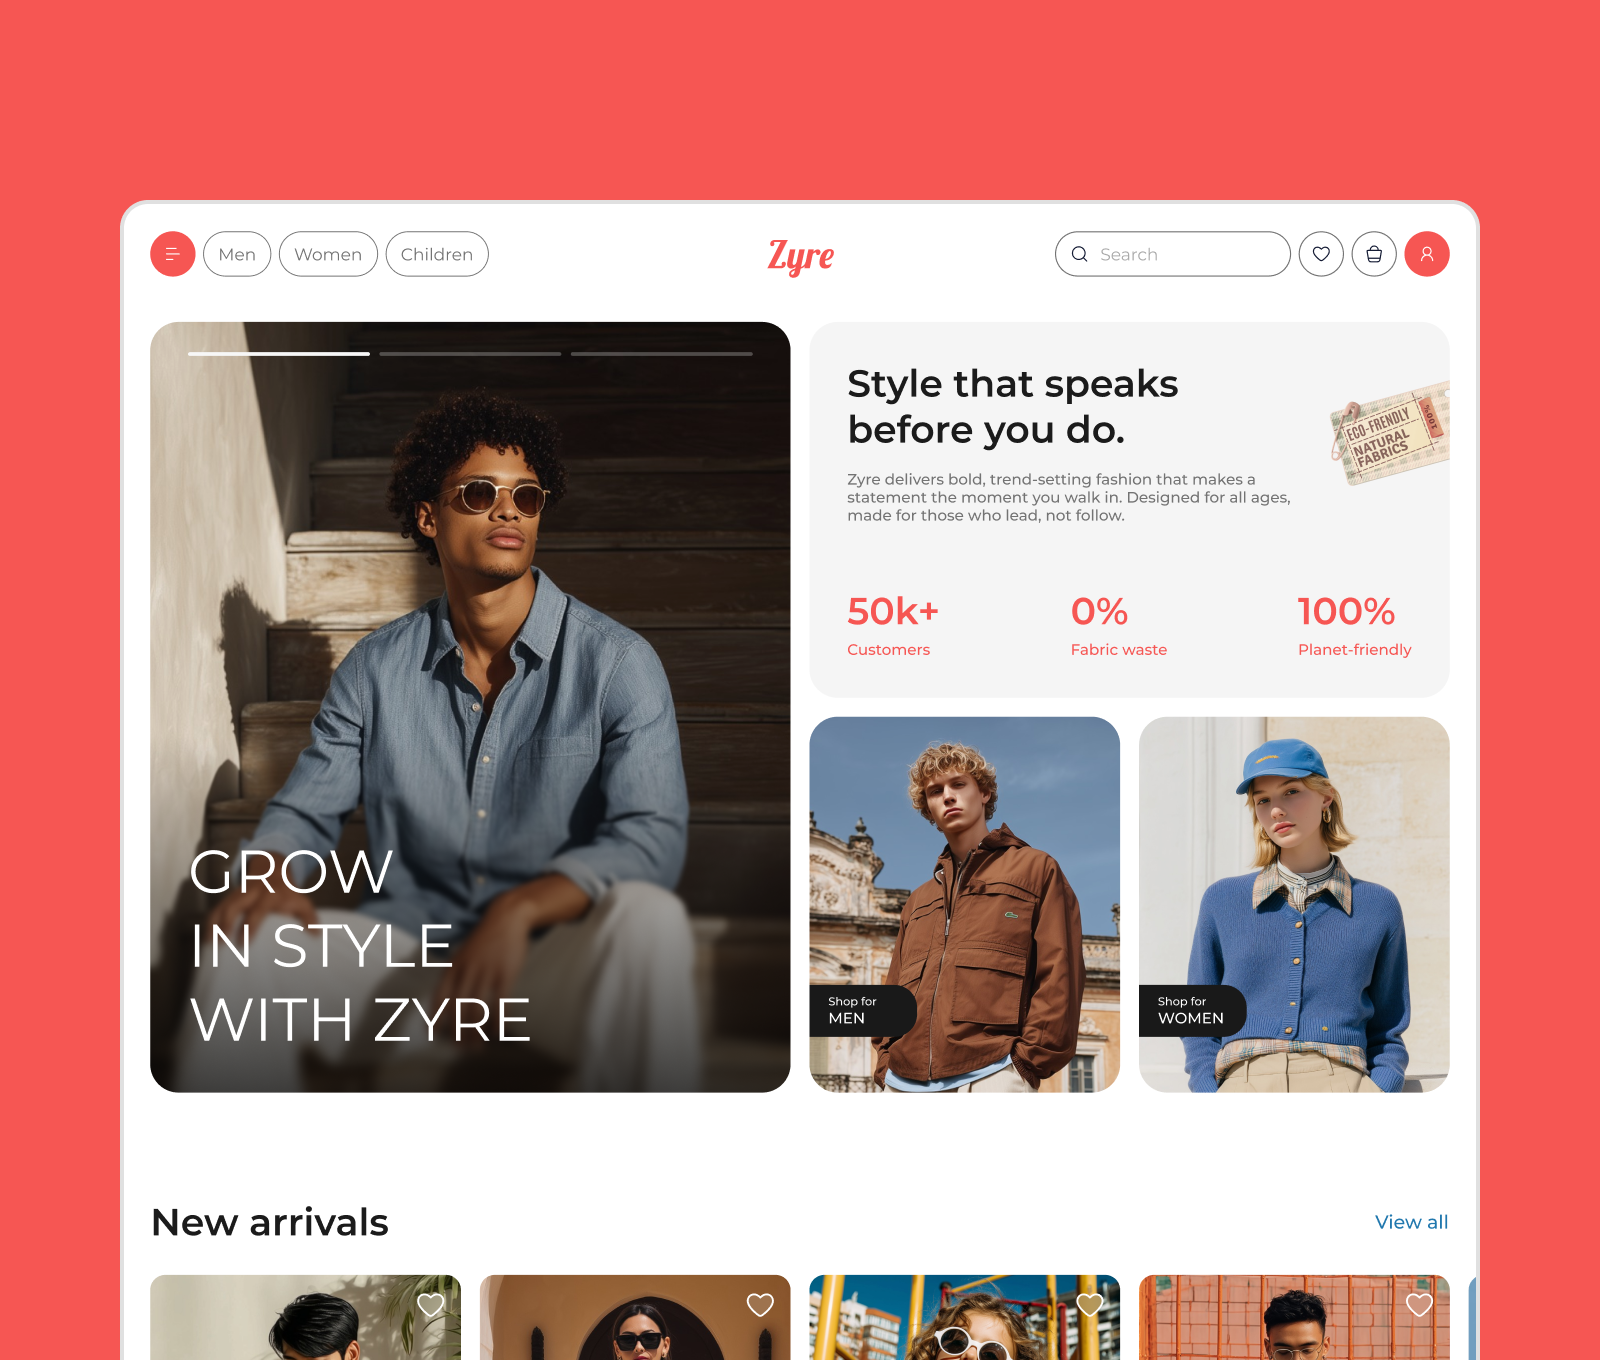 Men
Women
Children
Zyre
Search
GROW
IN STYLE
WITH ZYRE
Style that speaks
before you do.
Zyre delivers bold, trend-setting fashion that makes a
statement the moment you walk in. Designed for all ages,
made for those who lead, not follow.
ECO-FRENDLY
NATURAL
FABRICS
100%
50k+
Customers
0%
Fabric waste
100%
Planet-friendly
Shop for
MEN
Shop for
WOMEN
New arrivals
View all